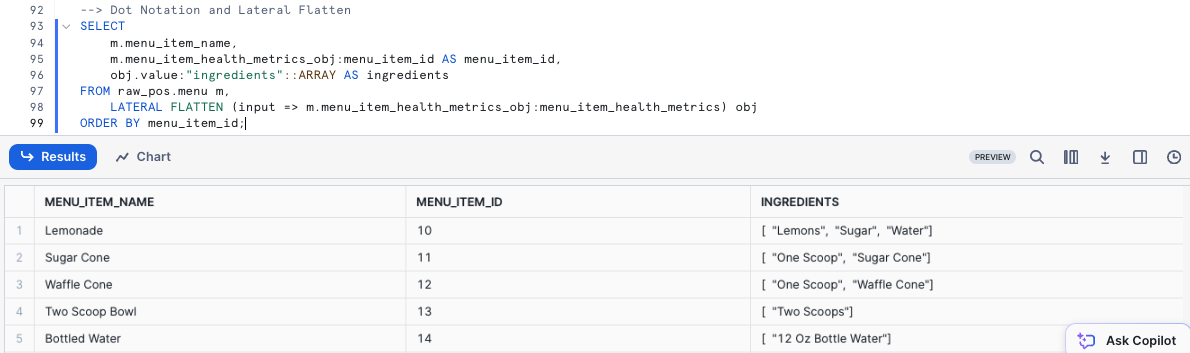 92 --> Dot Notation and Lateral Flatten
93 SELECT
94 m.menu_item_name,
95 m.menu_item_health_metrics_obj:menu_item_id AS menu_item_id,
96 obj.value:"ingredients"::ARRAY AS ingredients
97 FROM raw_pos.menu m,
98 LATERAL FLATTEN (input => m.menu_item_health_metrics_obj:menu_item_health_metrics) obj
99 ORDER BY menu_item_id;
Results Chart PREVIEW
MENU_ITEM_NAME MENU_ITEM_ID INGREDIENTS
1 Lemonade 10 [ "Lemons", "Sugar", "Water"]
2 Sugar Cone 11 [ "One Scoop", "Sugar Cone"]
3 Waffle Cone 12 [ "One Scoop", "Waffle Cone"]
4 Two Scoop Bowl 13 [ "Two Scoops"]
5 Bottled Water 14 [ "12 Oz Bottle Water"]
Ask Copilot